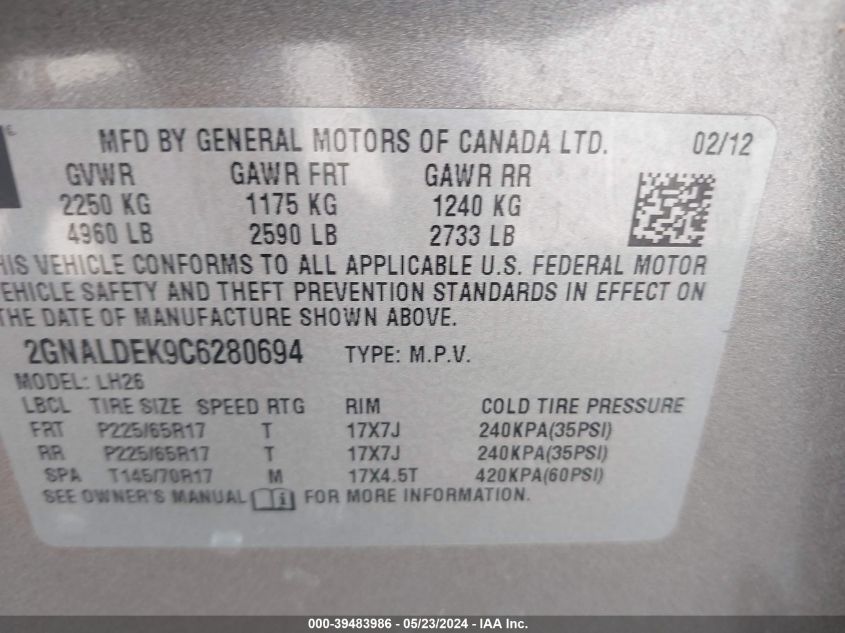 MFD BY GENERAL MOTORS OF CANADA LTD. 02/12
GVWR GAWR FRT GAWR RR
2250 KG 1175 KG 1240 KG
4960 LB 2590 LB 2733 LB
HIS VEHICLE CONFORMS TO ALL APPLICABLE U.S. FEDERAL MOTOR
VEHICLE SAFETY AND THEFT PREVENTION STANDARDS IN EFFECT ON
THE DATE OF MANUFACTURE SHOWN ABOVE.
2GNALDEK9C6280694 TYPE: M.P.V.
MODEL: LH26
LBCL TIRE SIZE SPEED RTG RIM COLD TIRE PRESSURE
FRT P225/65R17 T 17X7J 240KPA(35PSI)
RR P225/65R17 T 17X7J 240KPA(35PSI)
SPA T145/70R17 M 17X4.5T 420KPA(60PSI)
SEE OWNER'S MANUAL i FOR MORE INFORMATION.
000-39483986 / 05/23/2024 - IAA Inc.